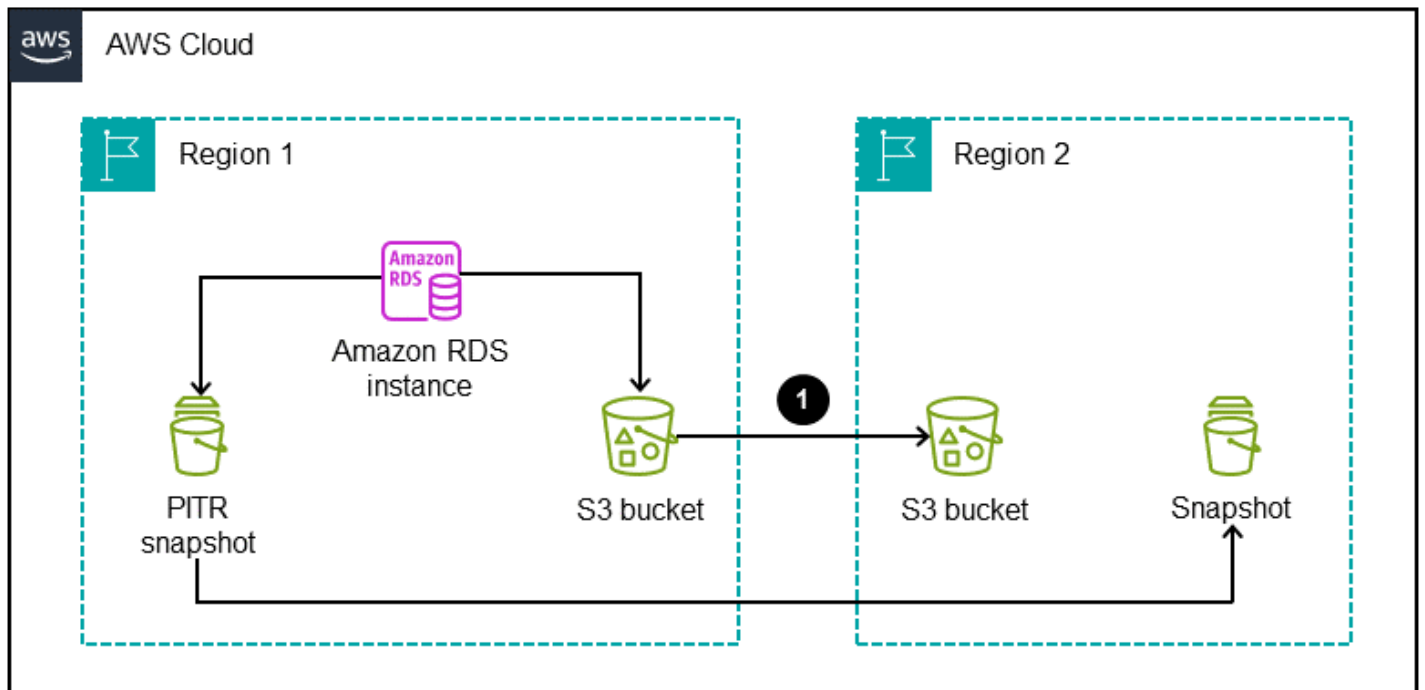 aws
AWS Cloud
Region 1
Region 2
Amazon
RDS
Amazon RDS
instance
1
PITR
snapshot
S3 bucket
S3 bucket
Snapshot